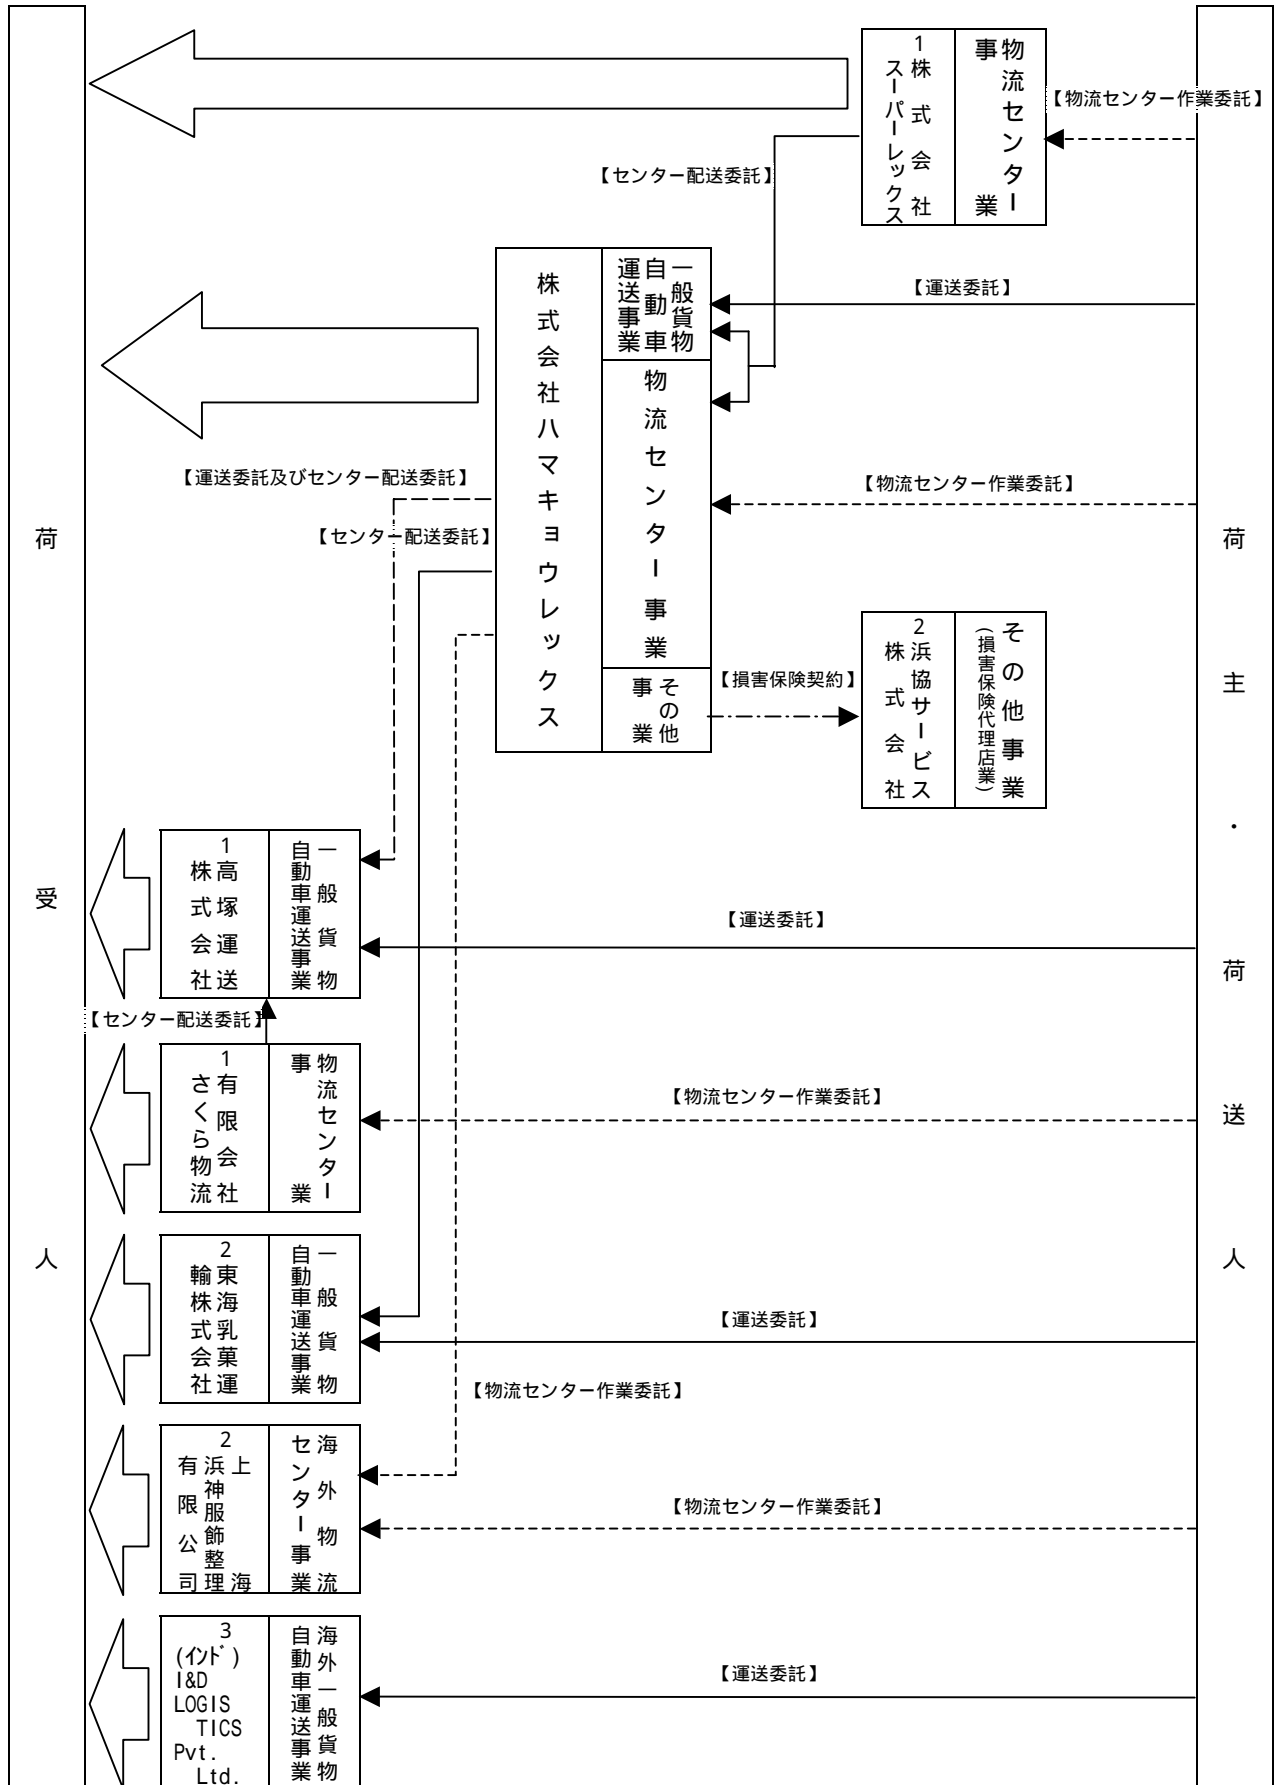 荷受人
荷主・荷送人
1
株式会社
スーパーレックス
物流センター
事業
【物流センター作業委託】
【センター配送委託】
株式会社ハマキョウレックス
一般貨物
自動車
運送事業
物流センター事業
その他
事業
【運送委託】
【運送委託及びセンター配送委託】
【センター配送委託】
【物流センター作業委託】
【損害保険契約】
2
浜協サービス
株式会社
その他事業
(損害保険代理店業)
1
高塚運送
株式会社
一般貨物
自動車運送事業
【運送委託】
【センター配送委託】
1
有限会社
さくら物流
物流センター
事業
【物流センター作業委託】
2
東海乳菓運
輸株式会社
一般貨物
自動車運送事業
【運送委託】
【物流センター作業委託】
2
上海
浜神服飾整理
有限公司
海外物流
センター事業
【物流センター作業委託】
3
(ｲﾝﾄﾞ)
I&D
LOGIS
TICS
Pvt.
Ltd.
海外一般貨物
自動車運送事業
【運送委託】